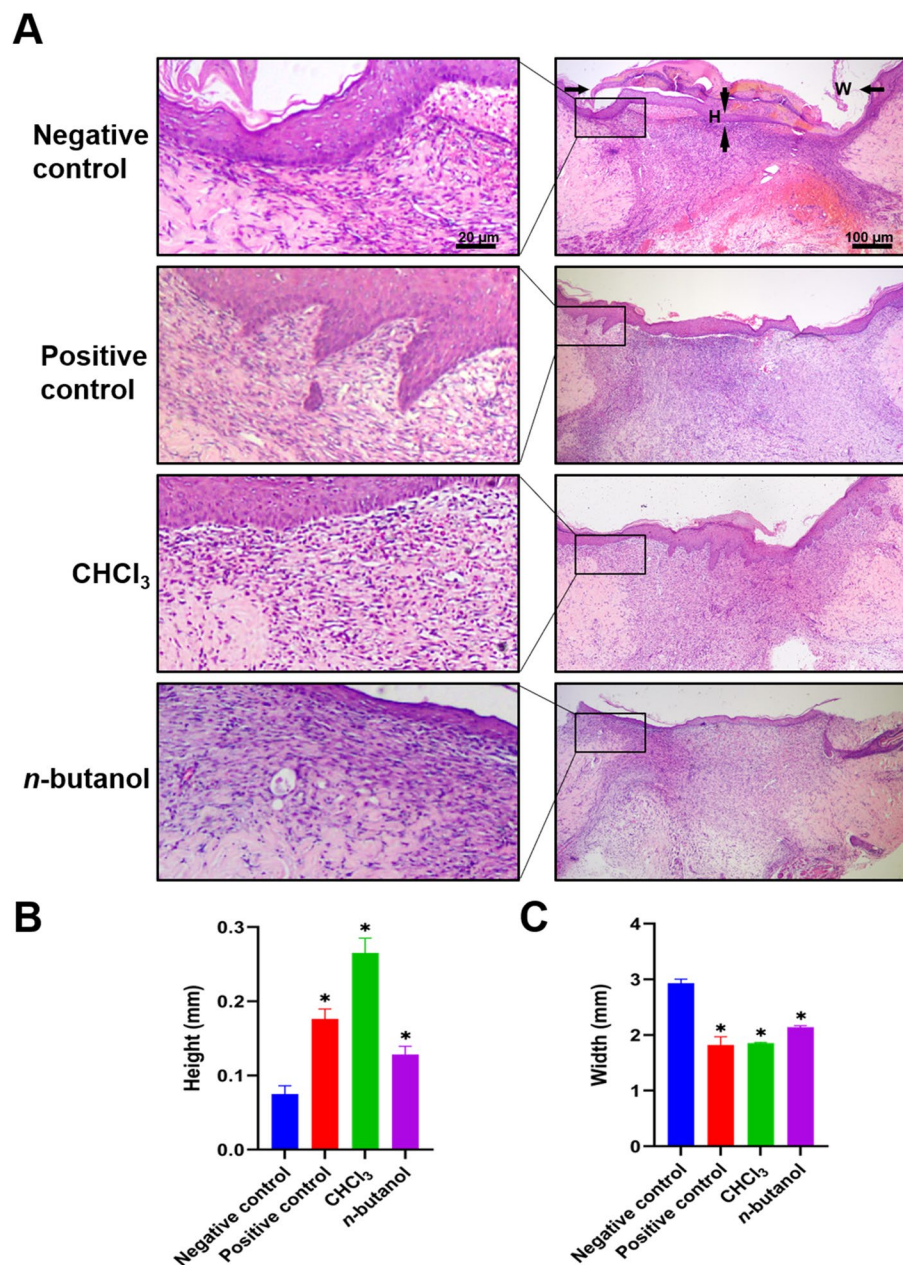 A
Negative
control
H
W
20 µm
100 µm
Positive
control
CHCl₃
n-butanol
B
C
Height (mm)
0.3
0.2
0.1
0.0
*
*
*
Negative control
Positive control
CHCl₃
n-butanol
Width (mm)
4
3
2
1
0
*
*
*
Negative control
Positive control
CHCl₃
n-butanol